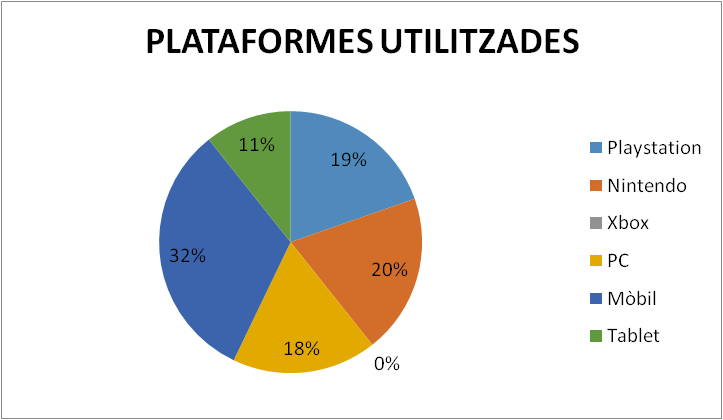 PLATAFORMES UTILITZADES
11%
19%
32%
20%
18%
0%
Playstation
Nintendo
Xbox
PC
Mòbil
Tablet